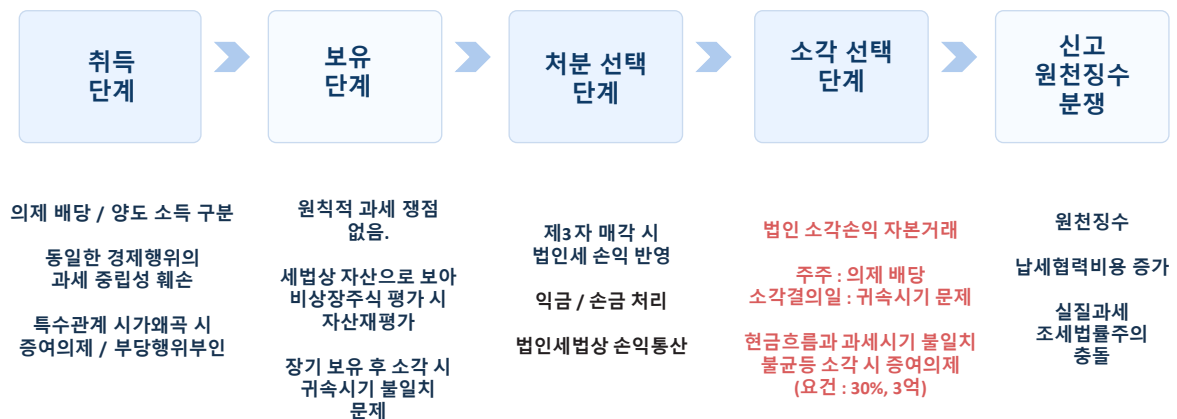 취득
단계
보유
단계
처분 선택
단계
소각 선택
단계
신고
원천징수
분쟁
의제 배당 / 양도 소득 구분
동일한 경제행위의
과세 중립성 훼손
특수관계 시가왜곡 시
증여의제 / 부당행위부인
원칙적 과세 쟁점
없음.
세법상 자산으로 보아
비상장주식 평가 시
자산재평가
장기 보유 후 소각 시
귀속시기 불일치
문제
제3자 매각 시
법인세 손익 반영
익금 / 손금 처리
법인세법상 손익통산
법인 소각손익 자본거래
주주 : 의제 배당
소각결의일 : 귀속시기 문제
현금흐름과 과세시기 불일치
불균등 소각 시 증여의제
(요건 : 30%, 3억)
원천징수
납세협력비용 증가
실질과세
조세법률주의
충돌